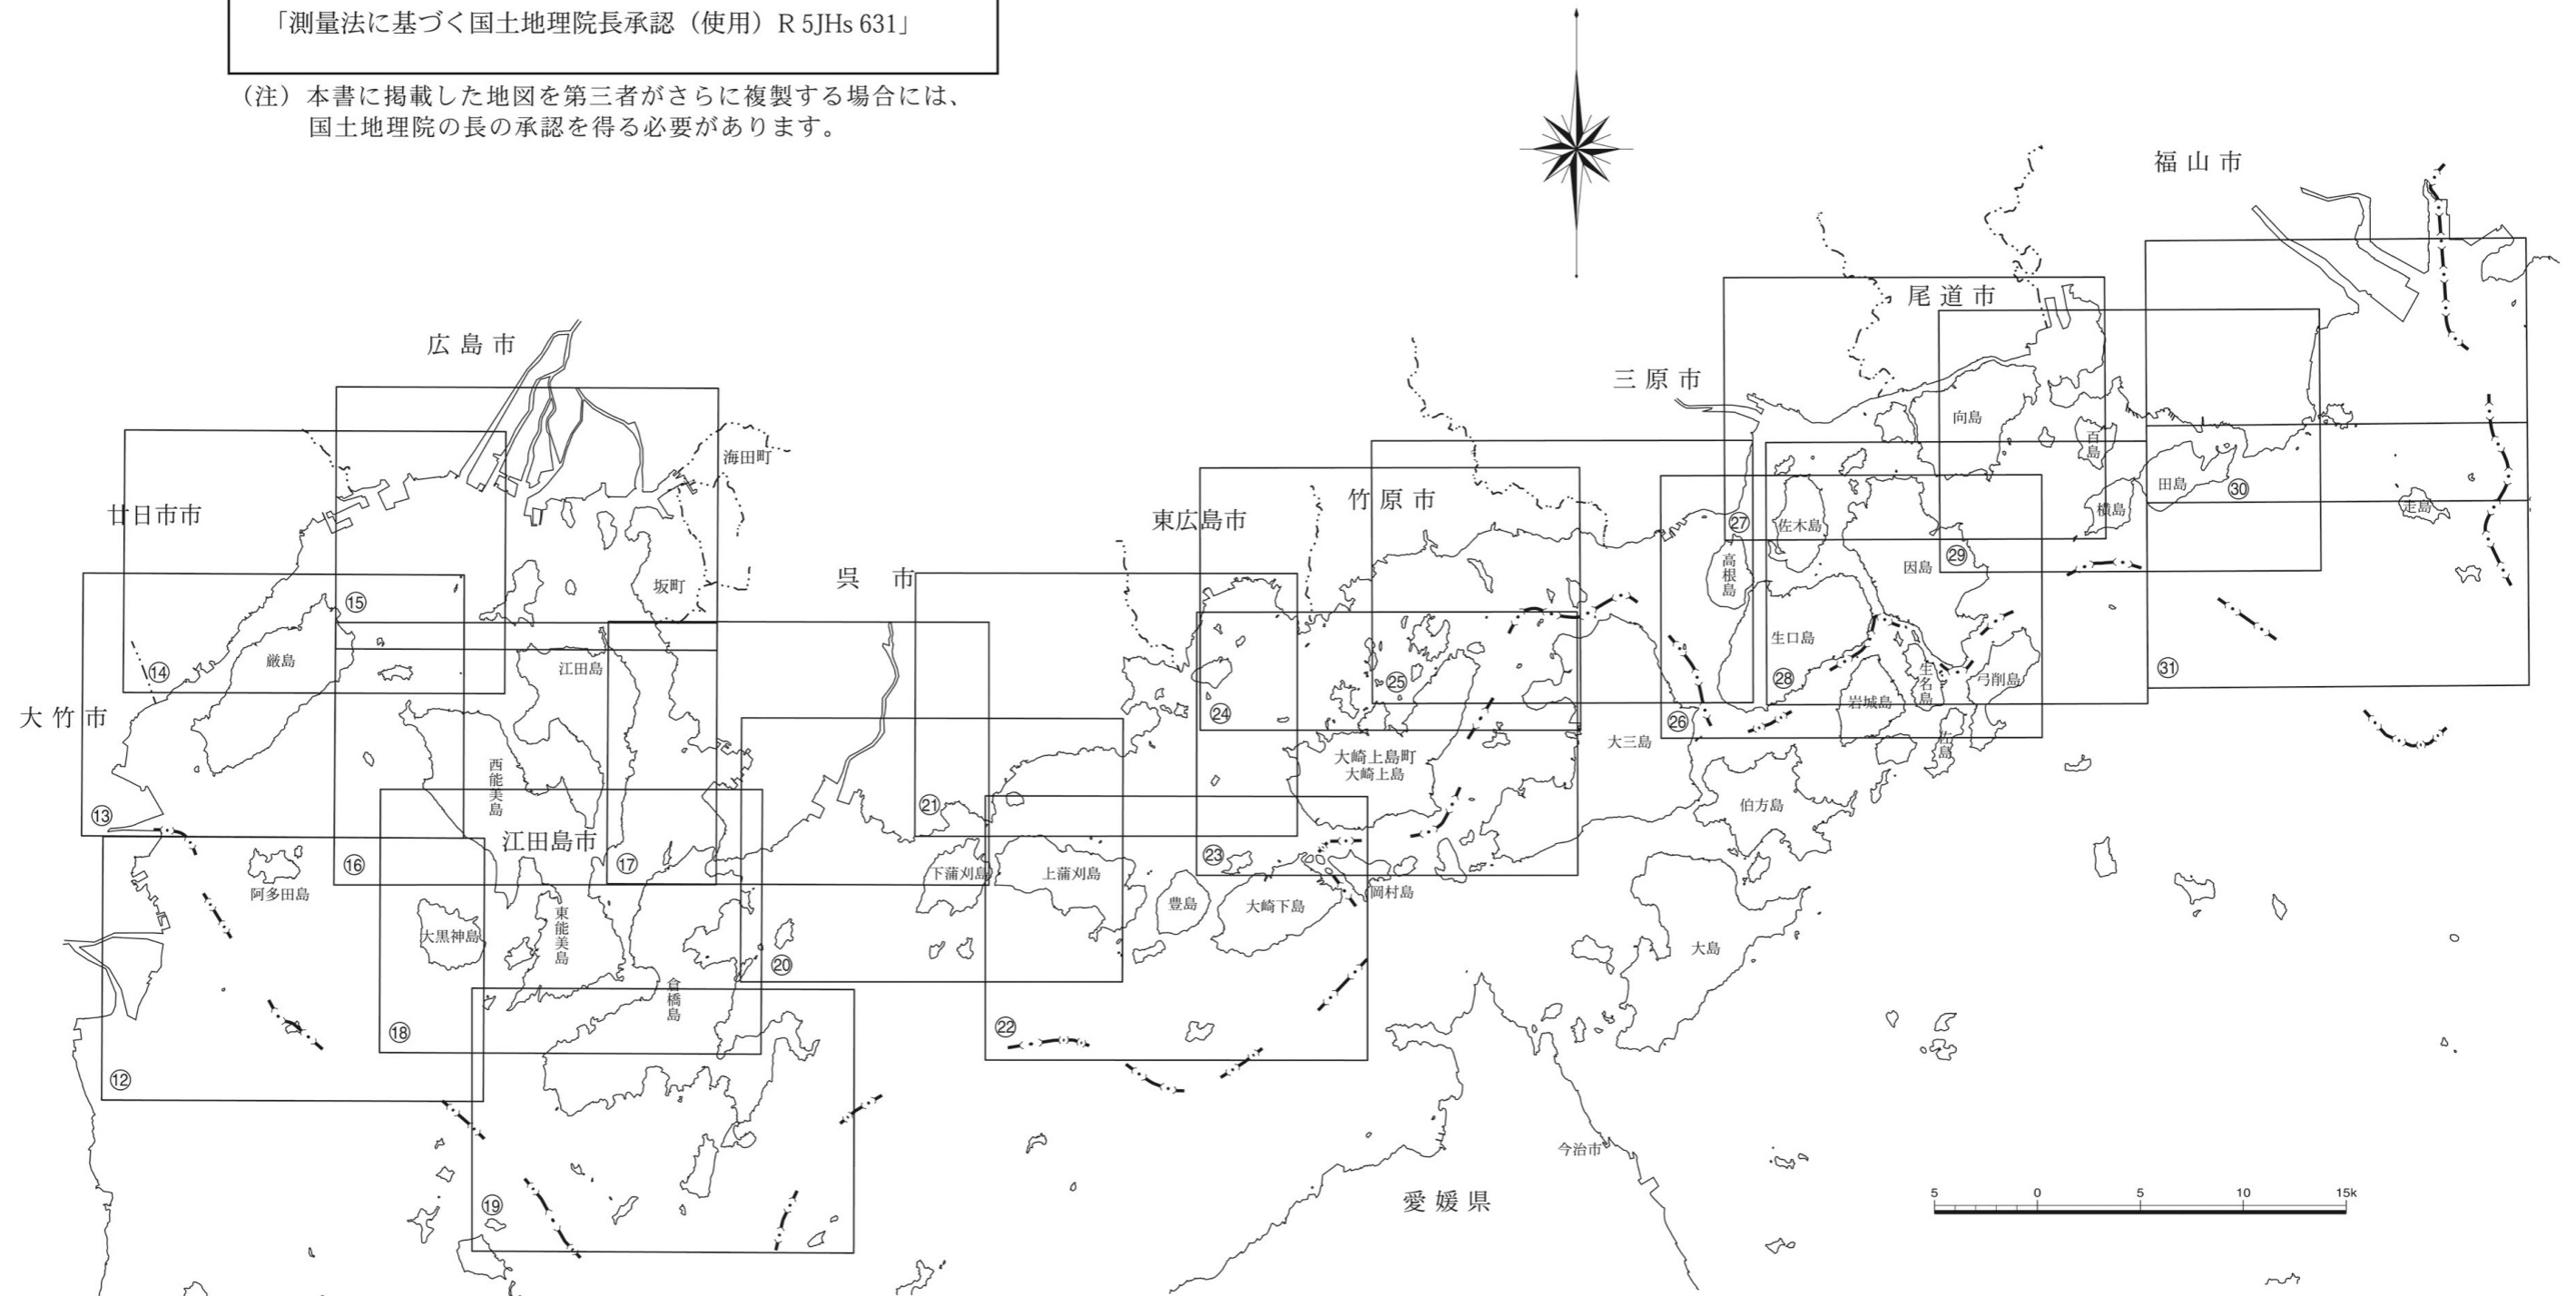 「測量法に基づく国土地理院長承認（使用）R 5JHs 631」
（注）本書に掲載した地図を第三者がさらに複製する場合には、
国土地理院の長の承認を得る必要があります。
福山市
尾道市
広島市
三原市
向島
百島
海田町
田島
㉚
竹原市
走島
廿日市市
東広島市
㉗
佐木島
横島
㉙
高根島
因島
坂町
呉市
⑮
生口島
厳島
江田島
⑭
㉕
㉘
生名島
弓削島
㉛
岩城島
大竹市
㉔
㉖
佐島
大三島
大崎上島町
大崎上島
西能美島
⑬
㉑
伯方島
江田島市
⑯
⑰
㉓
下蒲刈島
上蒲刈島
阿多田島
岡村島
豊島
大崎下島
大黒神島
東能美島
大島
⑳
倉橋島
⑱
㉒
⑫
今治市
愛媛県
⑲
5 0 5 10 15k